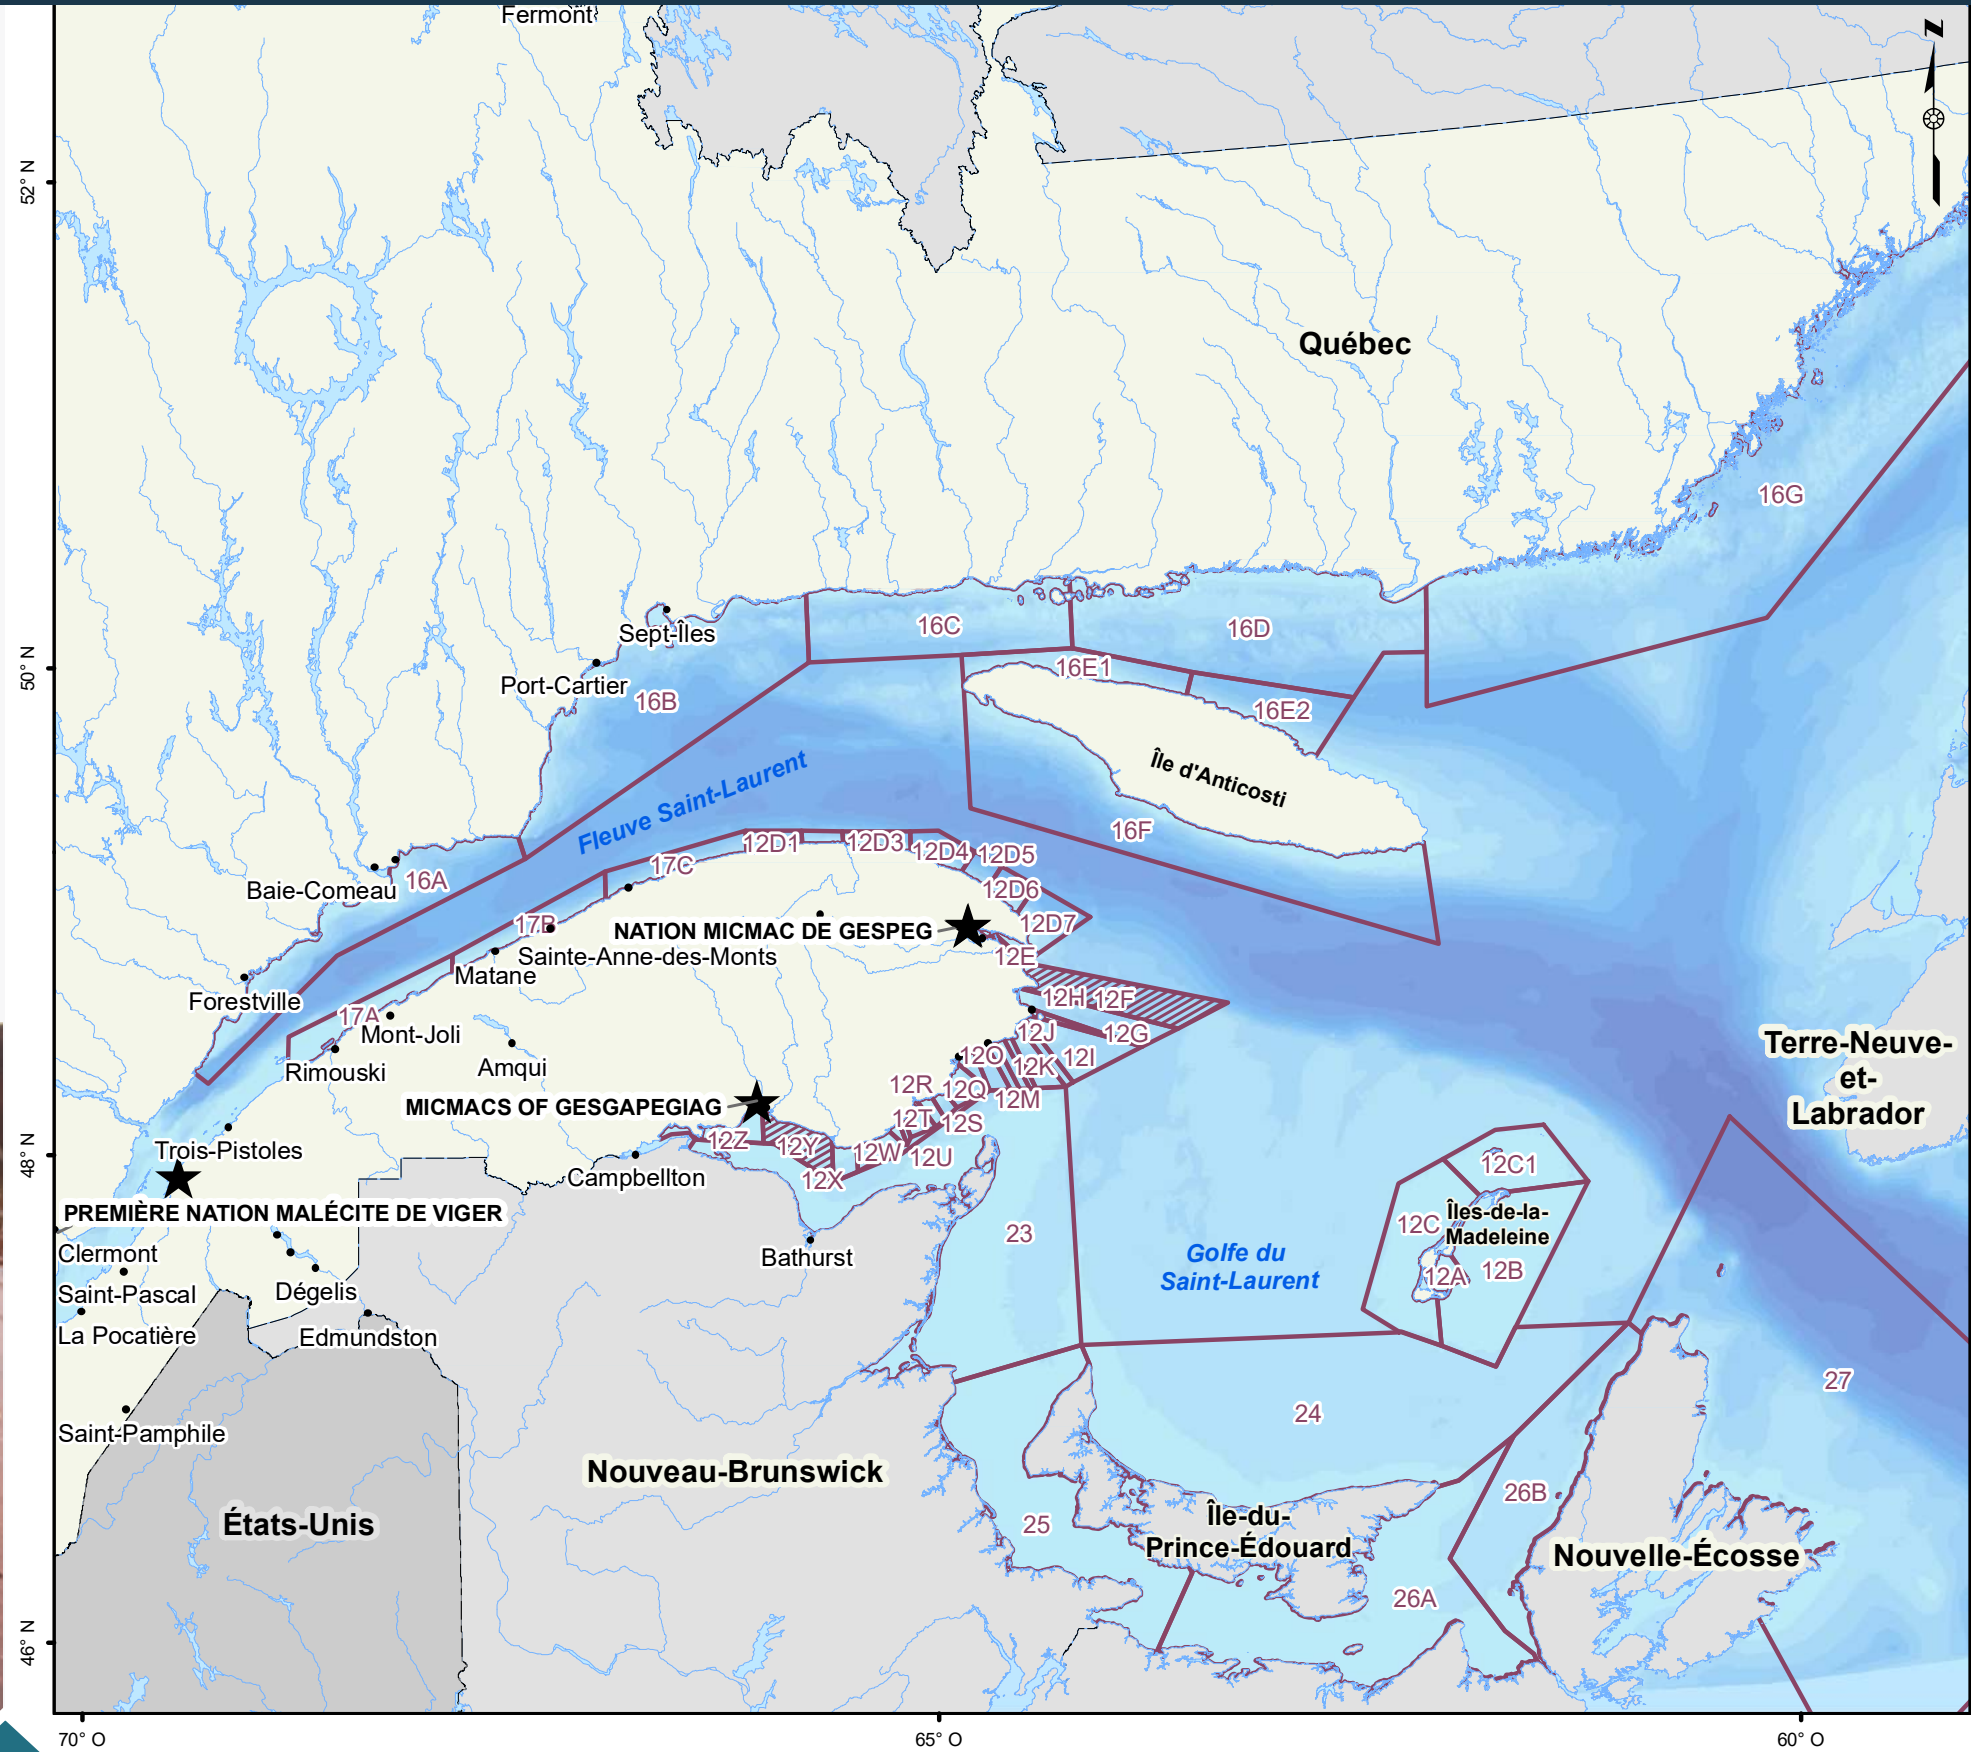 Fermont
N
52° N
Québec
16G
Sept-Îles
16C
16D
50° N
Port-Cartier
16B
16E1
16E2
Île d'Anticosti
Fleuve Saint-Laurent
16F
12D1
12D3
12D4
12D5
17C
Baie-Comeau
16A
12D6
17B
NATION MICMAC DE GESPEG
12D7
Sainte-Anne-des-Monts
12E
Matane
Forestville
12H
12F
17A
Mont-Joli
12J
12G
Terre-Neuve-
et-
Labrador
Rimouski
Amqui
12O
12K
12I
12R
12Q
12M
MICMACS OF GESGAPEGIAG
12T
12S
48° N
Trois-Pistoles
12Z
12Y
12W
12U
12X
Campbellton
12C1
PREMIÈRE NATION MALÉCITE DE VIGER
12C
Îles-de-la-
Madeleine
23
Clermont
Bathurst
Golfe du
Saint-Laurent
12A
12B
Saint-Pascal
Dégelis
La Pocatière
Edmundston
27
24
Saint-Pamphile
Nouveau-Brunswick
26B
États-Unis
25
Île-du-
Prince-Édouard
Nouvelle-Écosse
26A
46° N
70° O
65° O
60° O